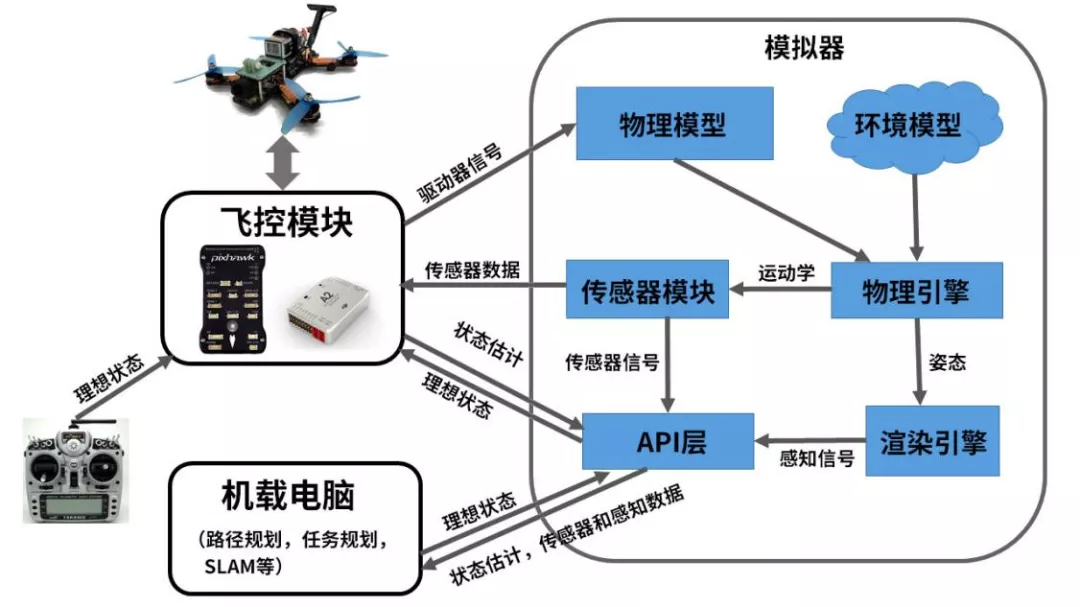 模拟器
物理模型
环境模型
驱动器信号
飞控模块
pixhawk
A2
传感器数据
传感器模块
运动学
物理引擎
状态估计
理想状态
传感器信号
姿态
理想状态
API层
感知信号
渲染引擎
机载电脑
（路径规划，任务规划，
SLAM等）
理想状态
状态估计，传感器和感知数据